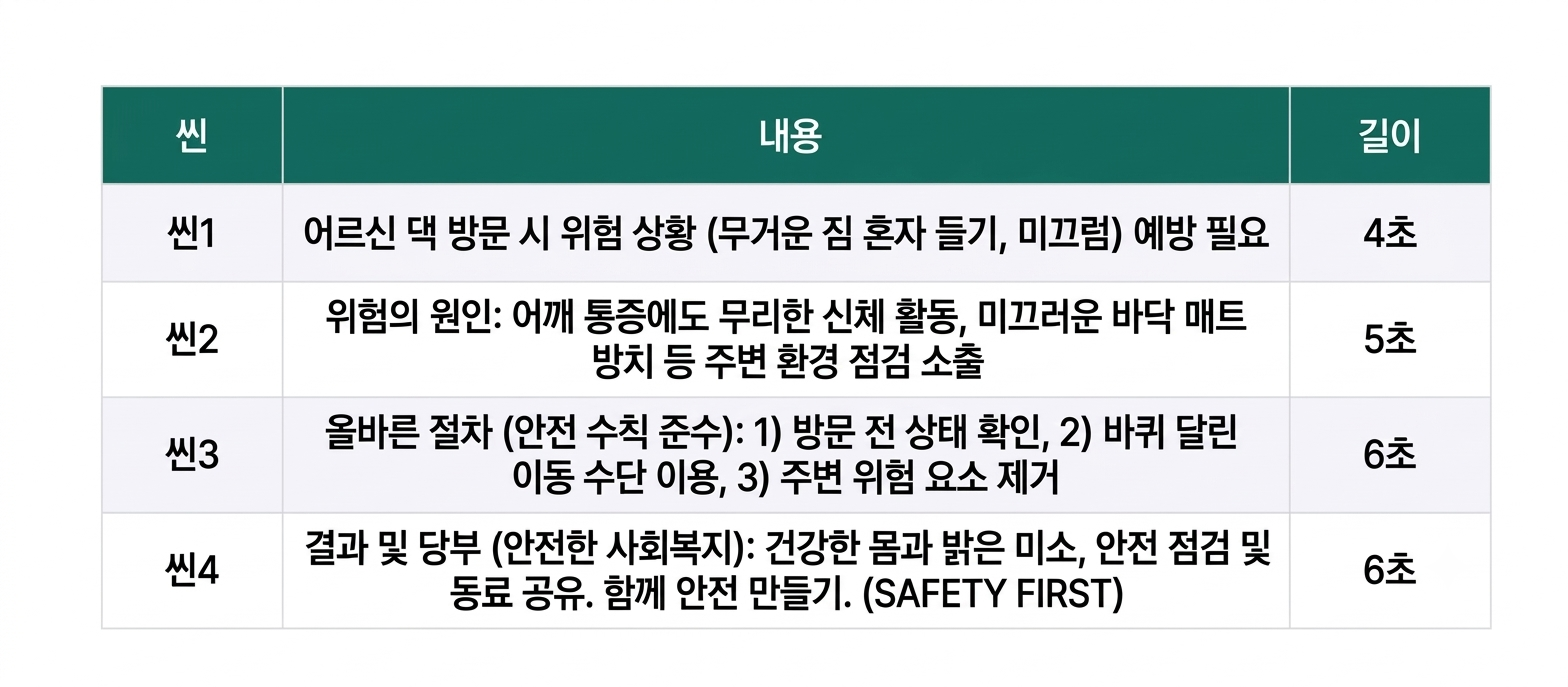 씬 내용 길이
씬1 어르신 댁 방문 시 위험 상황 (무거운 짐 혼자 들기, 미끄럼) 예방 필요 4초
씬2 위험의 원인: 어깨 통증에도 무리한 신체 활동, 미끄러운 바닥 매트
방치 등 주변 환경 점검 소출 5초
씬3 올바른 절차 (안전 수칙 준수): 1) 방문 전 상태 확인, 2) 바퀴 달린
이동 수단 이용, 3) 주변 위험 요소 제거 6초
씬4 결과 및 당부 (안전한 사회복지): 건강한 몸과 밝은 미소, 안전 점검 및
동료 공유. 함께 안전 만들기. (SAFETY FIRST) 6초